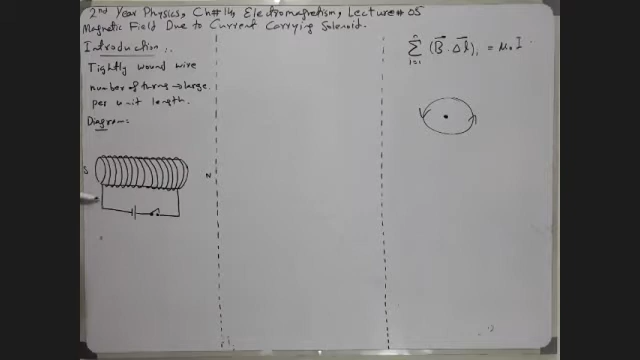 2nd Year Physics, Ch#14, Electromagnetism, Lecture#05
Magnetic Field Due to Current Carrying Solenoid.
Introduction:.
Tightly wound wire
number of turns → large.
per unit length.
Diagram:
S
N
n
∑ (B⃗ . Δl⃗)i = μ₀ I
i=1